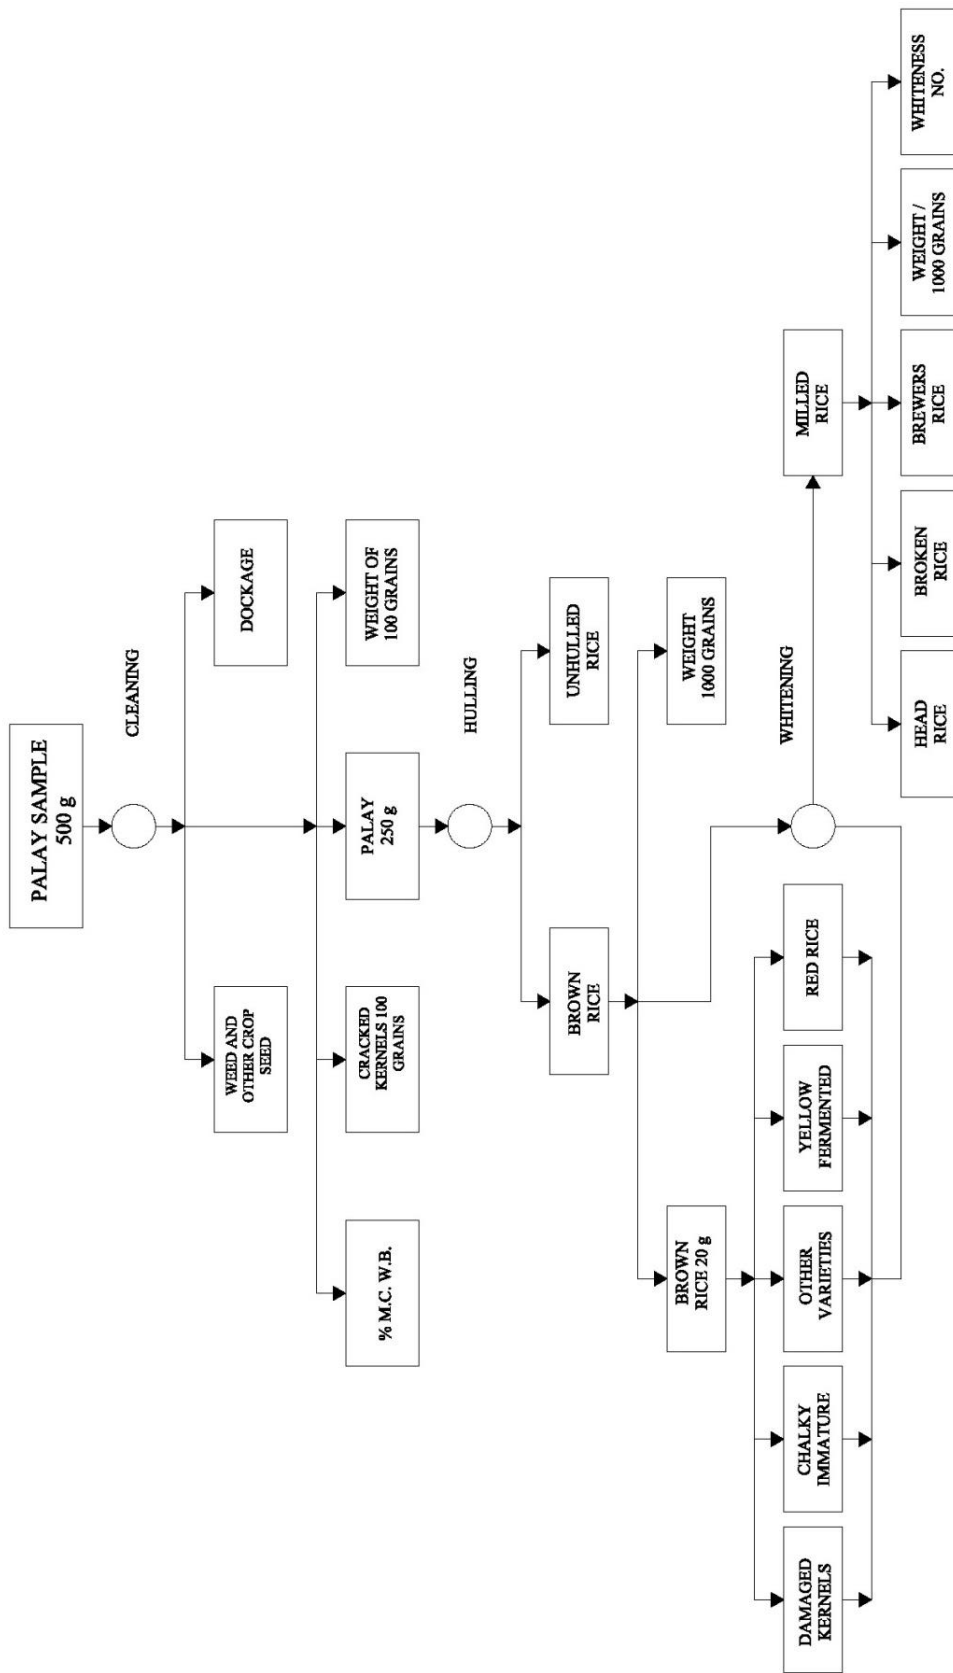 PALAY SAMPLE
500 g
CLEANING
WEED AND
OTHER CROP
SEED
DOCKAGE
% M.C. W.B.
CRACKED
KERNELS 100
GRAINS
PALAY
250 g
WEIGHT OF
100 GRAINS
HULLING
BROWN
RICE
UNHULLED
RICE
BROWN
RICE 20 g
WEIGHT
1000 GRAINS
WHITENING
DAMAGED
KERNELS
CHALKY
IMMATURE
OTHER
VARIETIES
YELLOW
FERMENTED
RED RICE
MILLED
RICE
HEAD
RICE
BROKEN
RICE
BREWERS
RICE
WEIGHT /
1000 GRAINS
WHITENESS
NO.